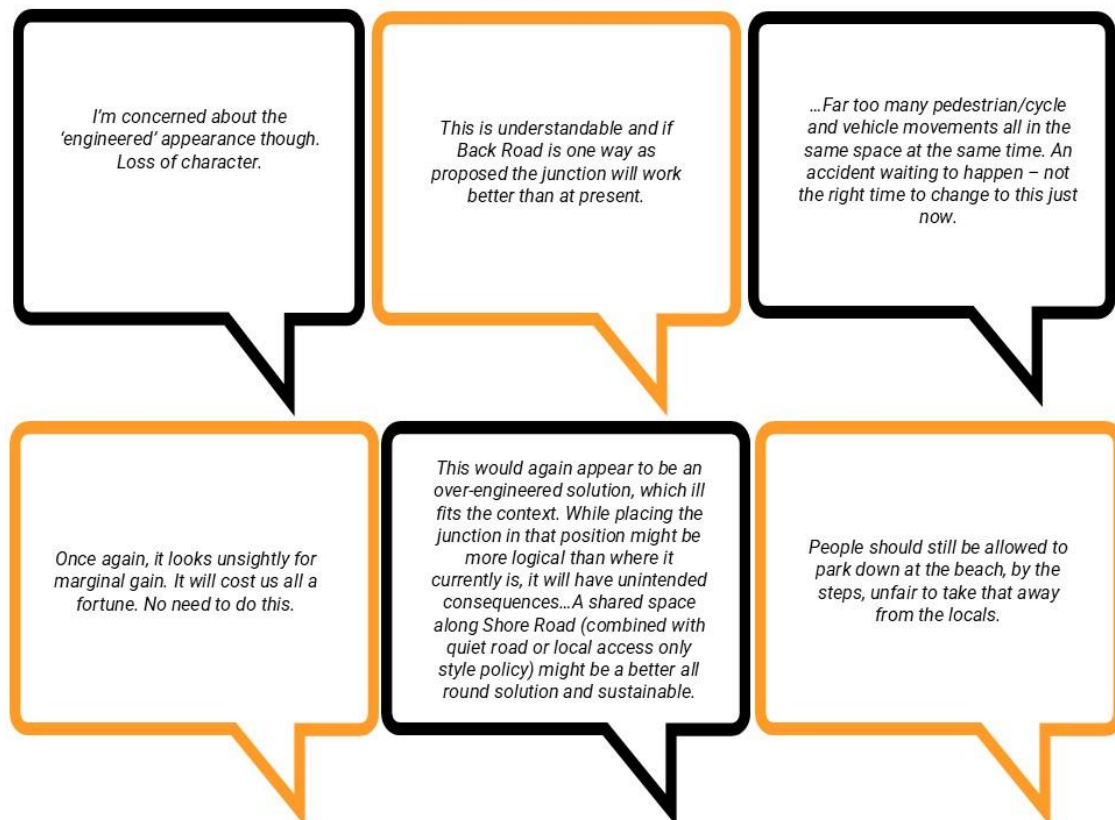 I'm concerned about the
'engineered' appearance though.
Loss of character.
This is understandable and if
Back Road is one way as
proposed the junction will work
better than at present.
...Far too many pedestrian/cycle
and vehicle movements all in the
same space at the same time. An
accident waiting to happen – not
the right time to change to this just
now.
Once again, it looks unsightly for
marginal gain. It will cost us all a
fortune. No need to do this.
This would again appear to be an
over-engineered solution, which ill
fits the context. While placing the
junction in that position might be
more logical than where it
currently is, it will have unintended
consequences...A shared space
along Shore Road (combined with
quiet road or local access only
style policy) might be a better all
round solution and sustainable.
People should still be allowed to
park down at the beach, by the
steps, unfair to take that away
from the locals.